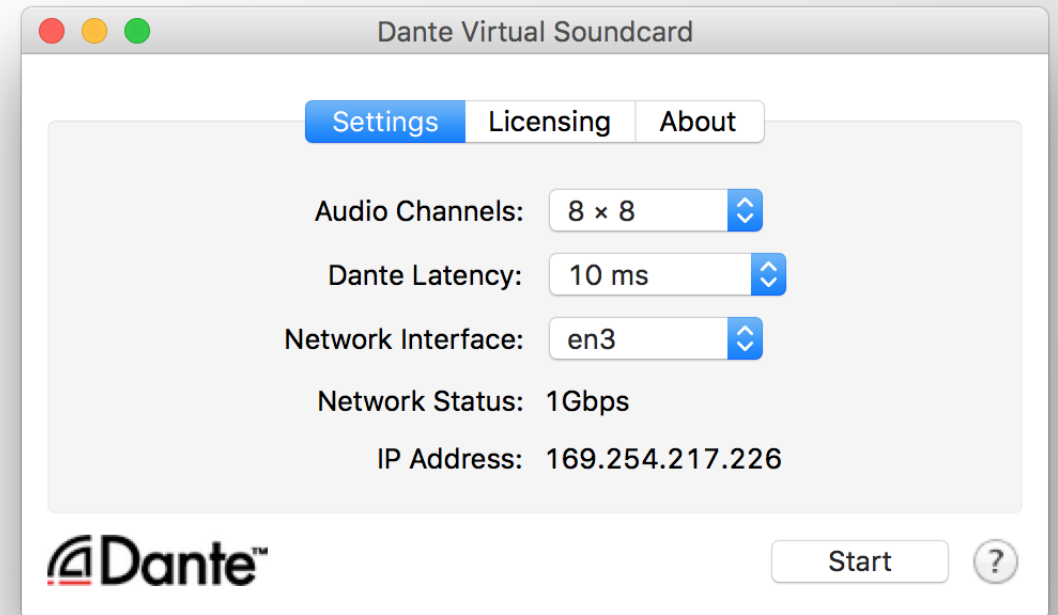 Dante Virtual Soundcard
Settings Licensing About
Audio Channels: 8 × 8
Dante Latency: 10 ms
Network Interface: en3
Network Status: 1Gbps
IP Address: 169.254.217.226
Dante™ Start ?